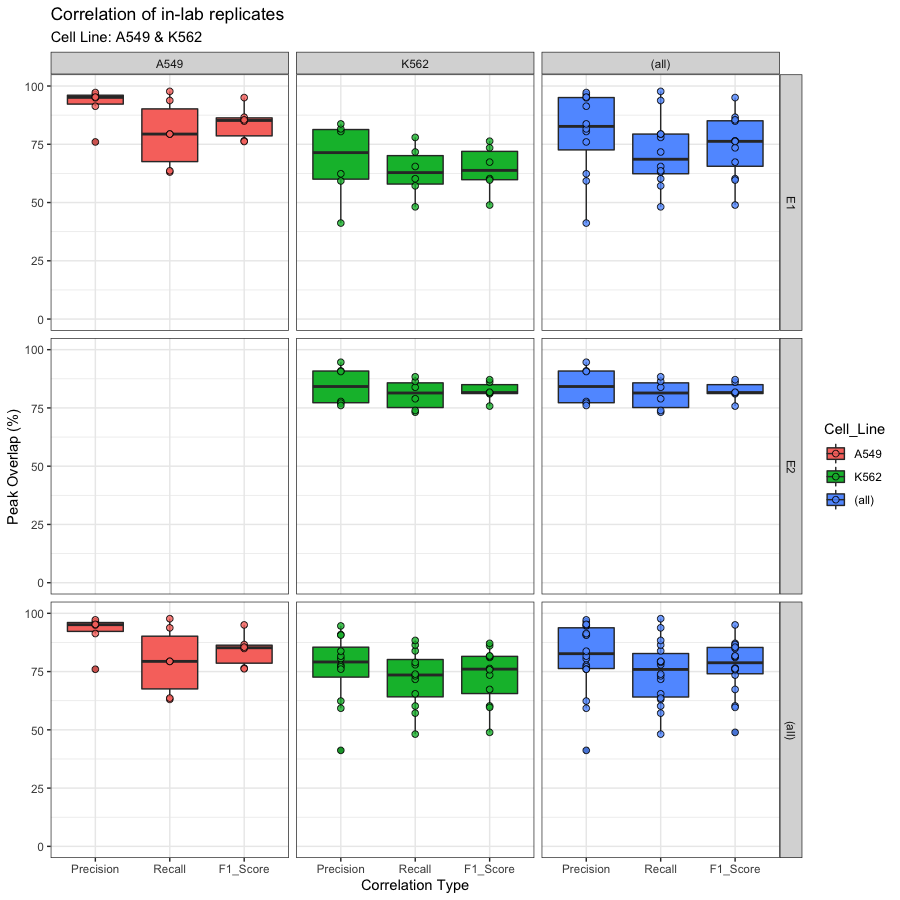 Correlation of in-lab replicates
Cell Line: A549 & K562
A549
K562
(all)
100
75
50
25
0
E1
100
75
50
25
0
E2
100
75
50
25
0
(all)
Peak Overlap (%)
Precision
Recall
F1_Score
Precision
Recall
F1_Score
Precision
Recall
F1_Score
Correlation Type
Cell_Line
A549
K562
(all)